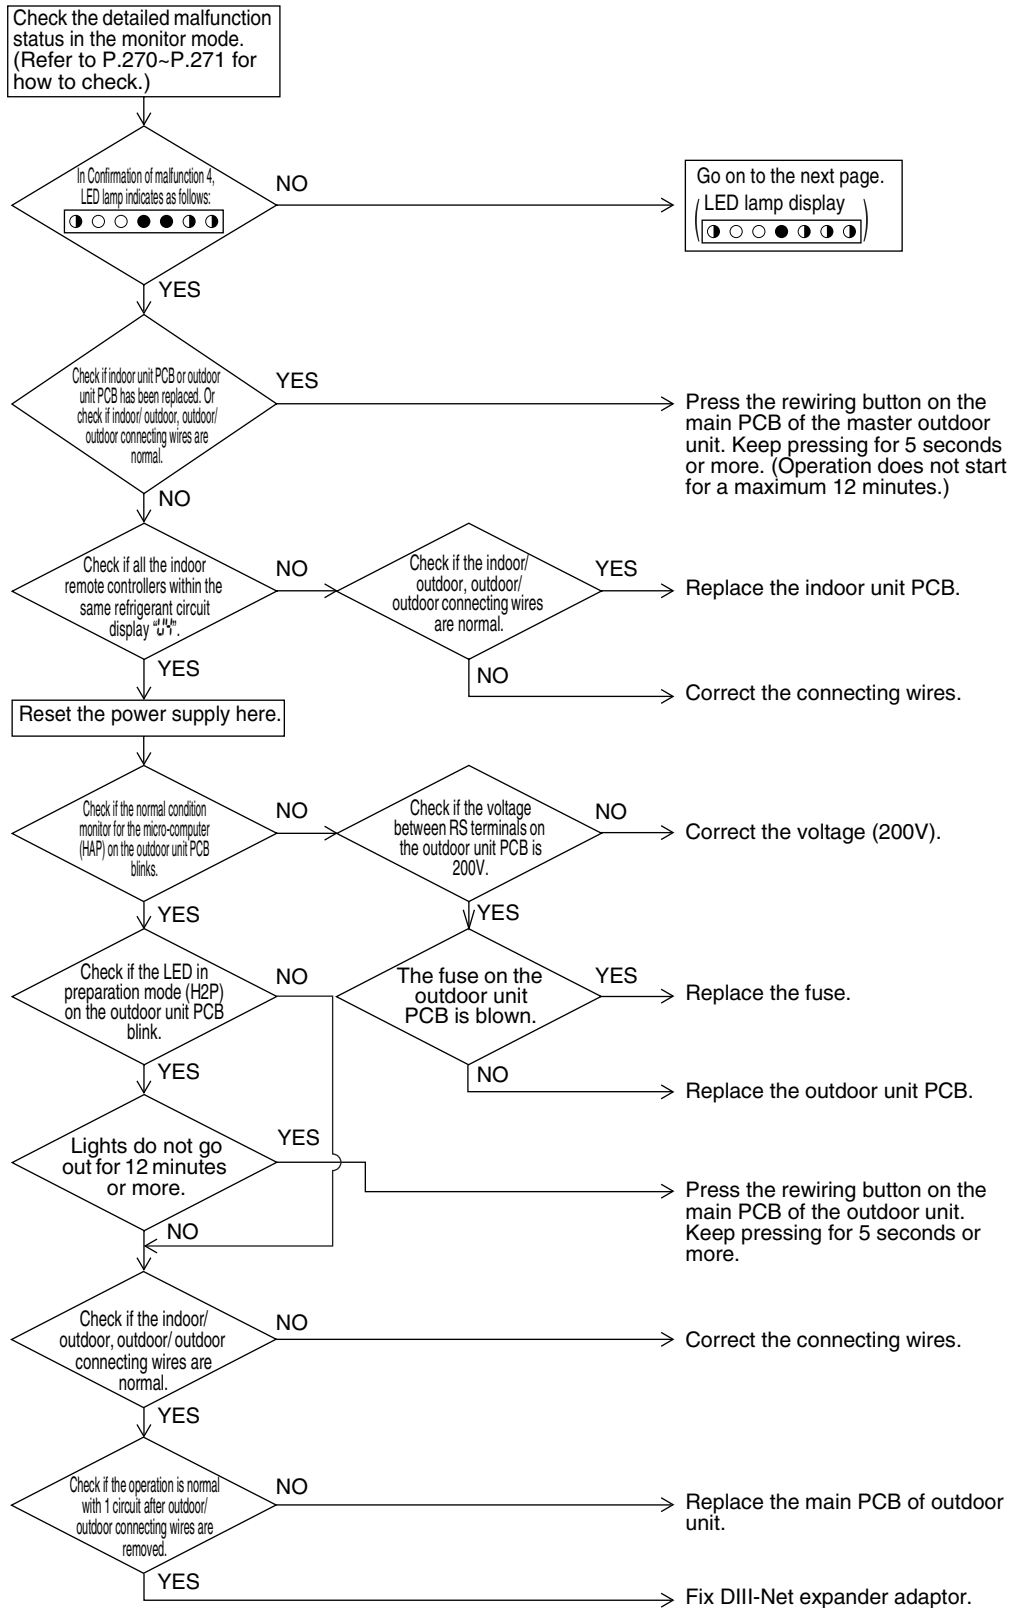 Check the detailed malfunction
status in the monitor mode.
(Refer to P.270~P.271 for
how to check.)
In Confirmation of malfunction 4,
LED lamp indicates as follows:
NO
Go on to the next page.
LED lamp display
YES
Check if indoor unit PCB or outdoor
unit PCB has been replaced. Or
check if indoor/ outdoor, outdoor/
outdoor connecting wires are
normal.
YES
Press the rewiring button on the
main PCB of the master outdoor
unit. Keep pressing for 5 seconds
or more. (Operation does not start
for a maximum 12 minutes.)
NO
Check if all the indoor
remote controllers within the
same refrigerant circuit
display "U4".
NO
Check if the indoor/
outdoor, outdoor/
outdoor connecting wires
are normal.
YES
Replace the indoor unit PCB.
NO
Correct the connecting wires.
YES
Reset the power supply here.
Check if the normal condition
monitor for the micro-computer
(HAP) on the outdoor unit PCB
blinks.
NO
Check if the voltage
between RS terminals on
the outdoor unit PCB is
200V.
NO
Correct the voltage (200V).
YES
YES
Check if the LED in
preparation mode (H2P)
on the outdoor unit PCB
blink.
NO
The fuse on the
outdoor unit
PCB is blown.
YES
Replace the fuse.
NO
Replace the outdoor unit PCB.
YES
Lights do not go
out for 12 minutes
or more.
YES
Press the rewiring button on the
main PCB of the outdoor unit.
Keep pressing for 5 seconds or
more.
NO
Check if the indoor/
outdoor, outdoor/ outdoor
connecting wires are
normal.
NO
Correct the connecting wires.
YES
Check if the operation is normal
with 1 circuit after outdoor/
outdoor connecting wires are
removed.
NO
Replace the main PCB of outdoor
unit.
YES
Fix DIII-Net expander adaptor.